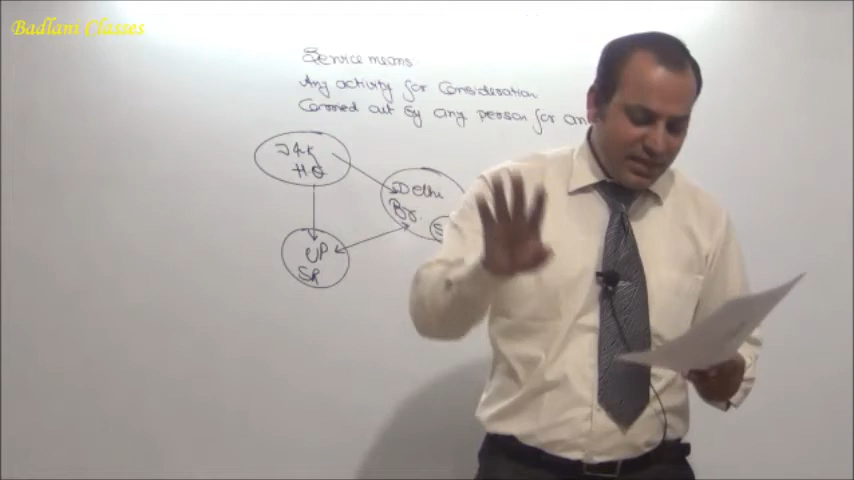 Badlani Classes
Service means
Any activity for Consideration
Carried out by any person for an
J&K
HO
Delhi
Br.
S
UP
SR